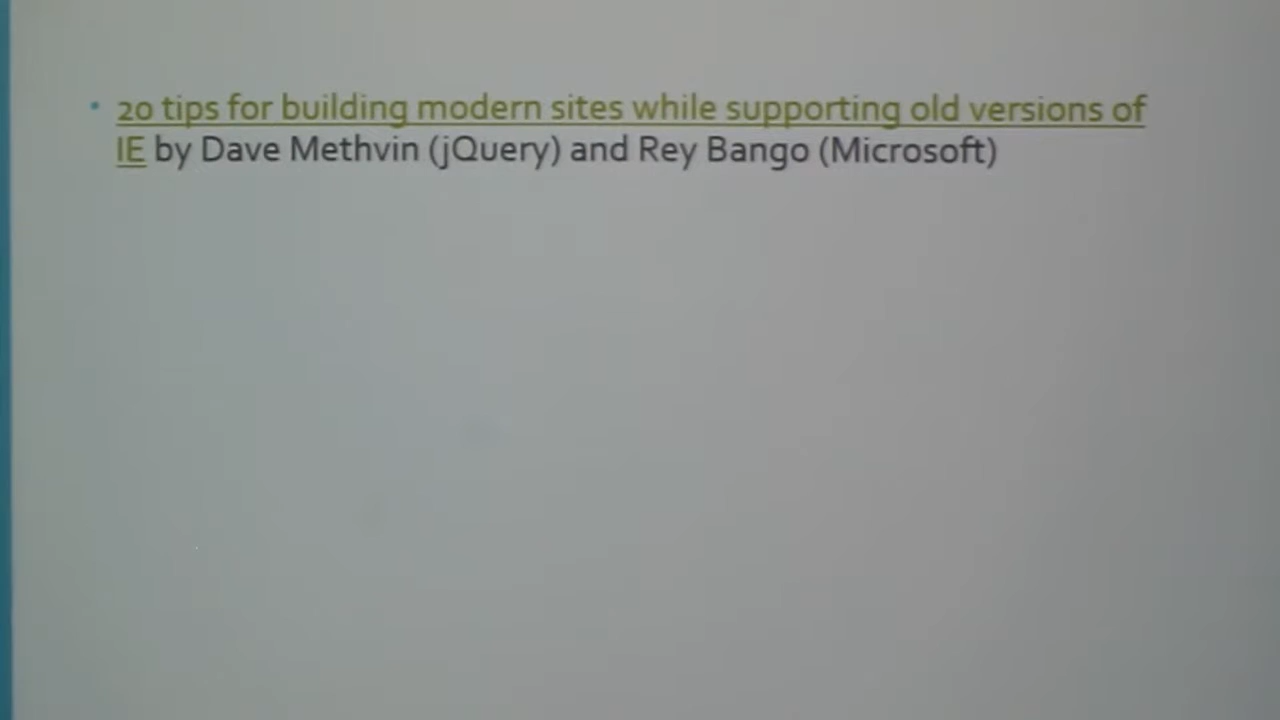 • 20 tips for building modern sites while supporting old versions of
IE by Dave Methvin (jQuery) and Rey Bango (Microsoft)